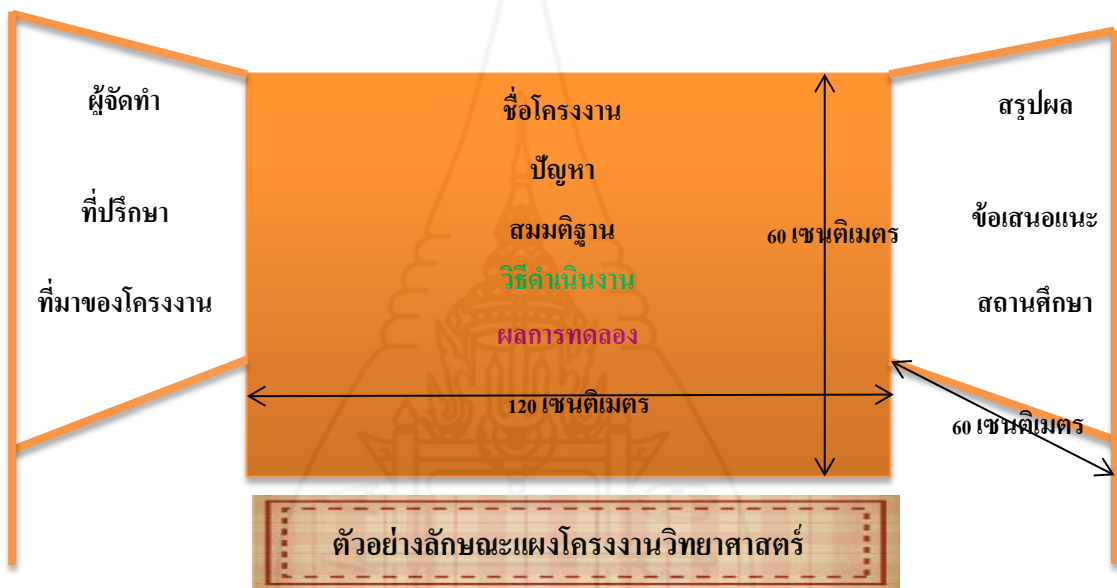 ผู้จัดทำ
ที่ปรึกษา
ที่มาของโครงงาน
ชื่อโครงงาน
ปัญหา
สมมติฐาน
วิธีดำเนินงาน
ผลการทดลอง
60 เซนติเมตร
120 เซนติเมตร
สรุปผล
ข้อเสนอแนะ
สถานศึกษา
60 เซนติเมตร
ตัวอย่างลักษณะแผงโครงงานวิทยาศาสตร์